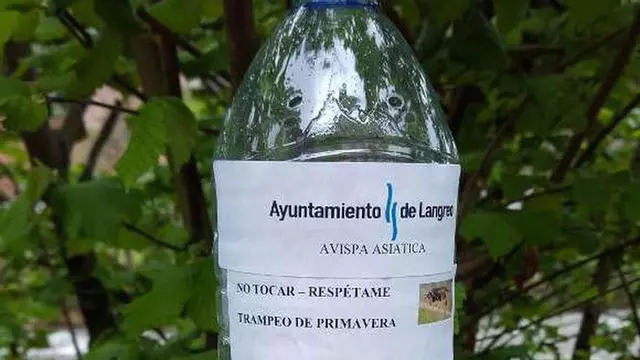 Ayuntamiento de Langreo
AVISPA ASIATICA
NO TOCAR – RESPÉTAME
TRAMPEO DE PRIMAVERA